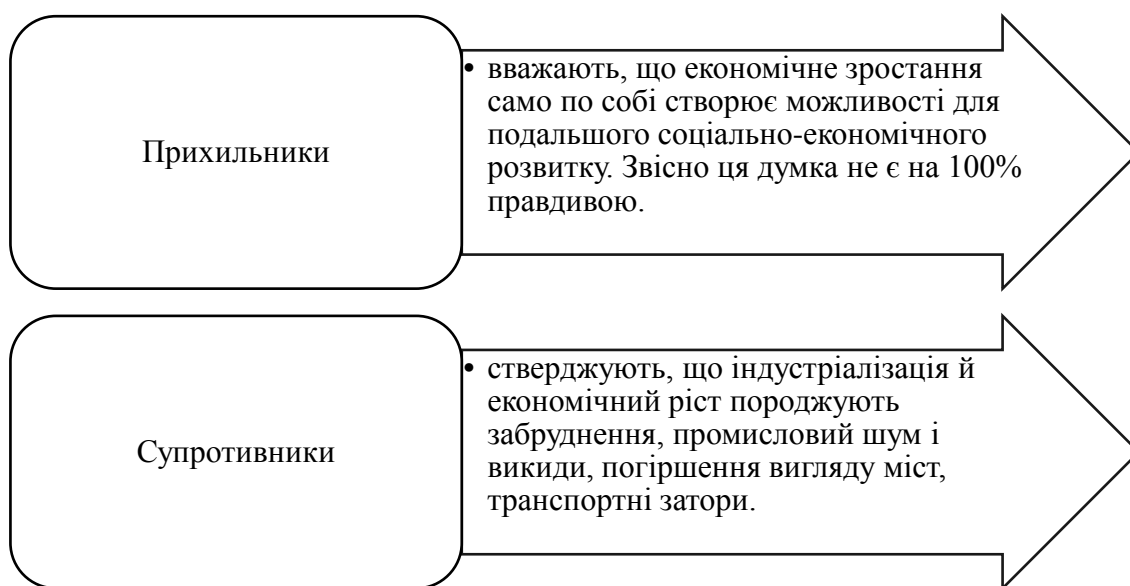 Прихильники
• вважають, що економічне зростання
само по собі створює можливості для
подальшого соціально-економічного
розвитку. Звісно ця думка не є на 100%
правдивою.
Супротивники
• стверджують, що індустріалізація й
економічний ріст породжують
забруднення, промисловий шум і
викиди, погіршення вигляду міст,
транспортні затори.